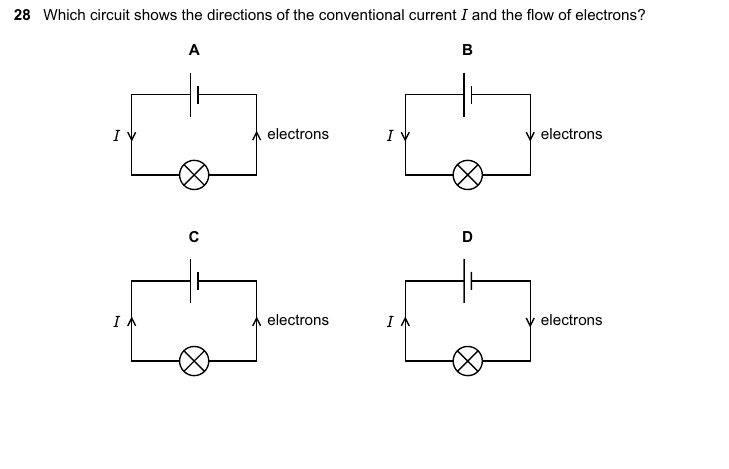 28 Which circuit shows the directions of the conventional current I and the flow of electrons?
A B
I electrons I electrons
C D
I electrons I electrons